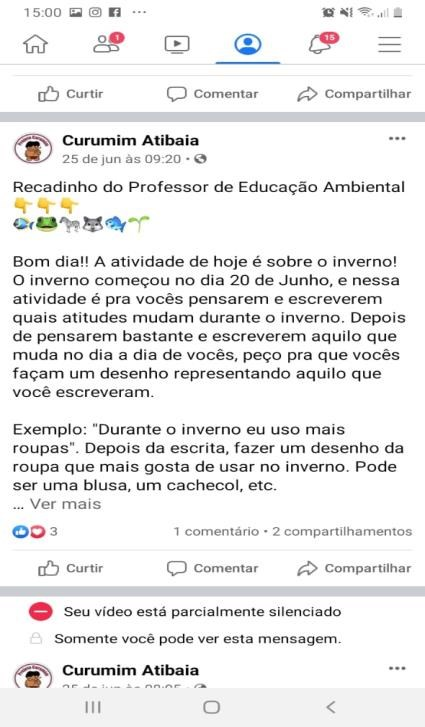 15:00
1
15
Curtir Comentar Compartilhar
Curumim Atibaia
25 de jun às 09:20 •
Recadinho do Professor de Educação Ambiental
👇👇👇
🐟🐸🦓🐺🐟🌱
Bom dia!! A atividade de hoje é sobre o inverno!
O inverno começou no dia 20 de Junho, e nessa
atividade é pra vocês pensarem e escreverem
quais atitudes mudam durante o inverno. Depois
de pensarem bastante e escreverem aquilo que
muda no dia a dia de vocês, peço pra que vocês
façam um desenho representando aquilo que
você escreveram.
Exemplo: "Durante o inverno eu uso mais
roupas". Depois da escrita, fazer um desenho da
roupa que mais gosta de usar no inverno. Pode
ser uma blusa, um cachecol, etc.
... Ver mais
3 1 comentário • 2 compartilhamentos
Curtir Comentar Compartilhar
Seu vídeo está parcialmente silenciado
Somente você pode ver esta mensagem.
Curumim Atibaia